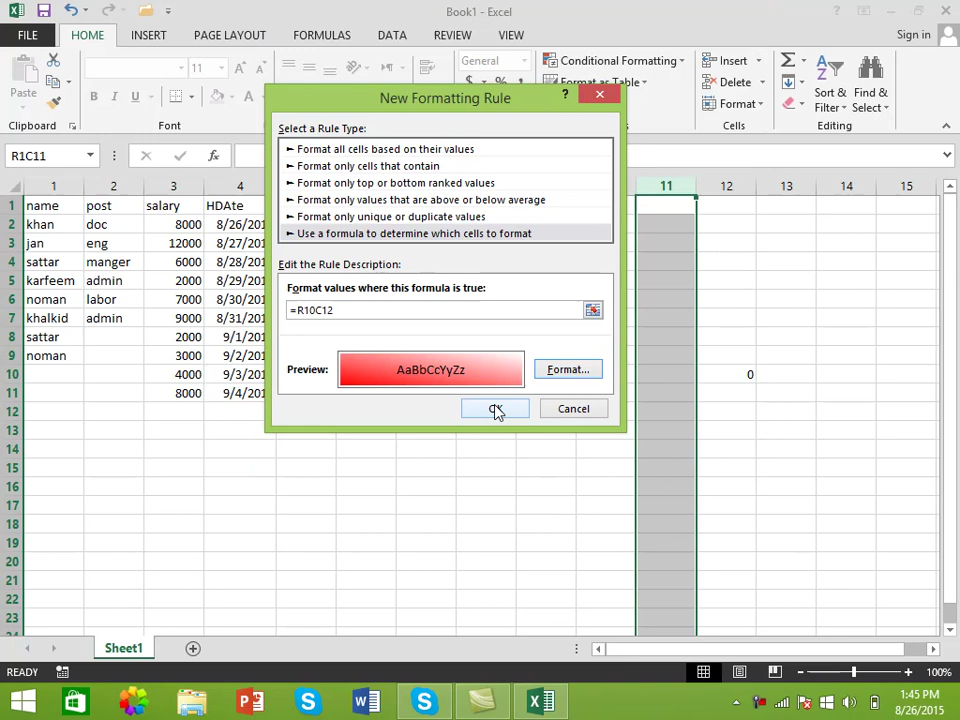 Book1 - Excel
FILE HOME INSERT PAGE LAYOUT FORMULAS DATA REVIEW VIEW Sign in
Paste
11
General
Conditional Formatting
Format as Table
Insert
Delete
Format
Sort & Filter
Find & Select
Clipboard Font Cells Editing
R1C11
New Formatting Rule
Select a Rule Type:
► Format all cells based on their values
► Format only cells that contain
► Format only top or bottom ranked values
► Format only values that are above or below average
► Format only unique or duplicate values
► Use a formula to determine which cells to format
Edit the Rule Description:
Format values where this formula is true:
=R10C12
Preview: AaBbCcYyZz Format...
OK Cancel
1 2 3 4 11 12 13 14 15
1 name post salary HDAte
2 khan doc 8000 8/26/201
3 jan eng 12000 8/27/201
4 sattar manger 6000 8/28/201
5 karfeem admin 2000 8/29/201
6 noman labor 7000 8/30/201
7 khalkid admin 9000 8/31/201
8 sattar 2000 9/1/201
9 noman 3000 9/2/201
10 4000 9/3/201 0
11 8000 9/4/201
12
13
14
15
16
17
18
19
20
21
22
23
Sheet1
READY 100%
1:45 PM
8/26/2015